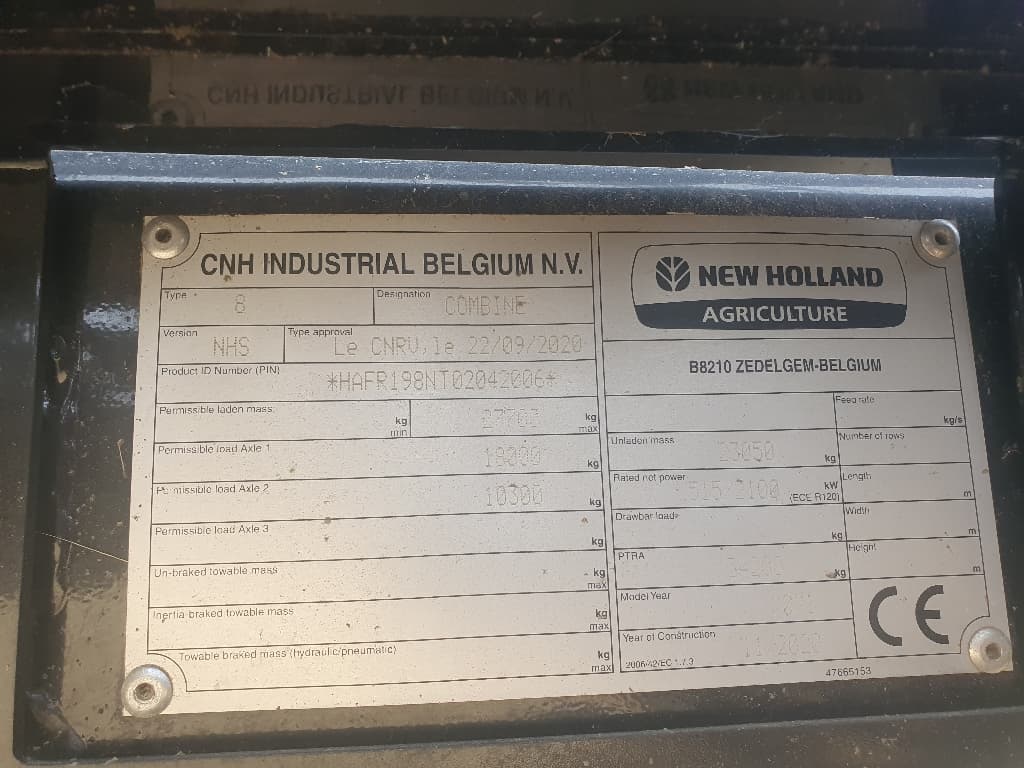 CNH INDUSTRIAL BELGIUM N.V.
Type 8 Designation COMBINE
Version NHS Type approval Le CNRV,le 22/09/2020
Product ID Number (PIN) *HAFR198NT02042006*
Permissible laden mass kg min kg max
Permissible load Axle 1 18000 kg
Permissible load Axle 2 10300 kg
Permissible load Axle 3 kg
Un-braked towable mass kg max
Inertia braked towable mass kg max
Towable braked mass (hydraulic/pneumatic) kg max
NEW HOLLAND
AGRICULTURE
B8210 ZEDELGEM-BELGIUM
Feed rate kg/s
Unladen mass 23050 kg Number of rows
Rated net power 515 2100 kW (ECE R120) Length m
Drawbar load kg Width m
PTRA kg Height m
Model Year
Year of Construction 11/2020
2006/42/EC 1.7.3
CE
47665153